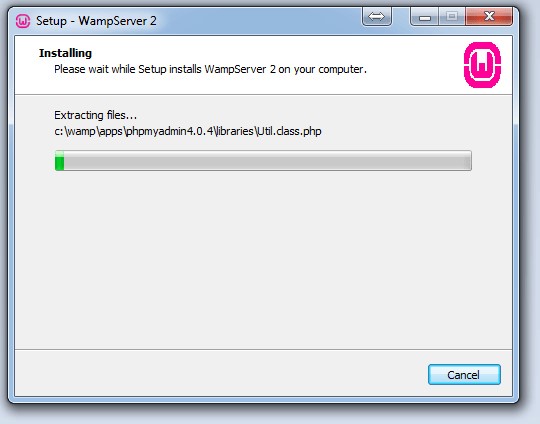 Setup - WampServer 2
Installing
Please wait while Setup installs WampServer 2 on your computer.
Extracting files...
c:\wamp\apps\phpmyadmin4.0.4\libraries\Util.class.php
Cancel